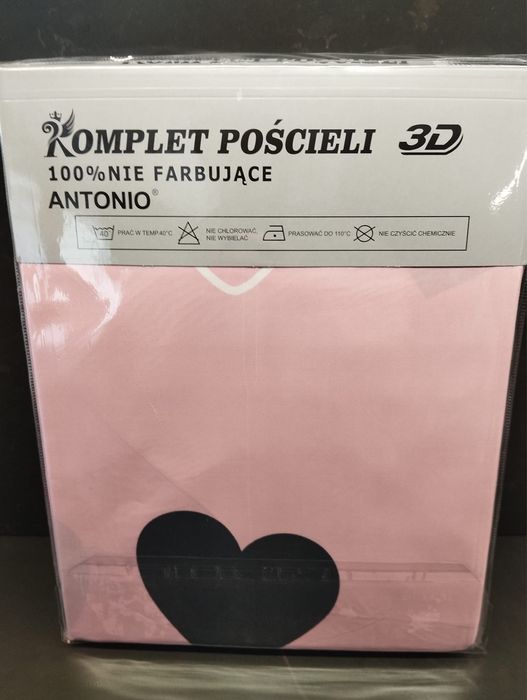 KOMPLET POŚCIELI 3D
100%NIE FARBUJĄCE
ANTONIO®
40 PRAĆ W TEMP.40°C NIE CHLOROWAĆ, NIE WYBIELAĆ PRASOWAĆ DO 110°C NIE CZYŚCIĆ CHEMICZNIE